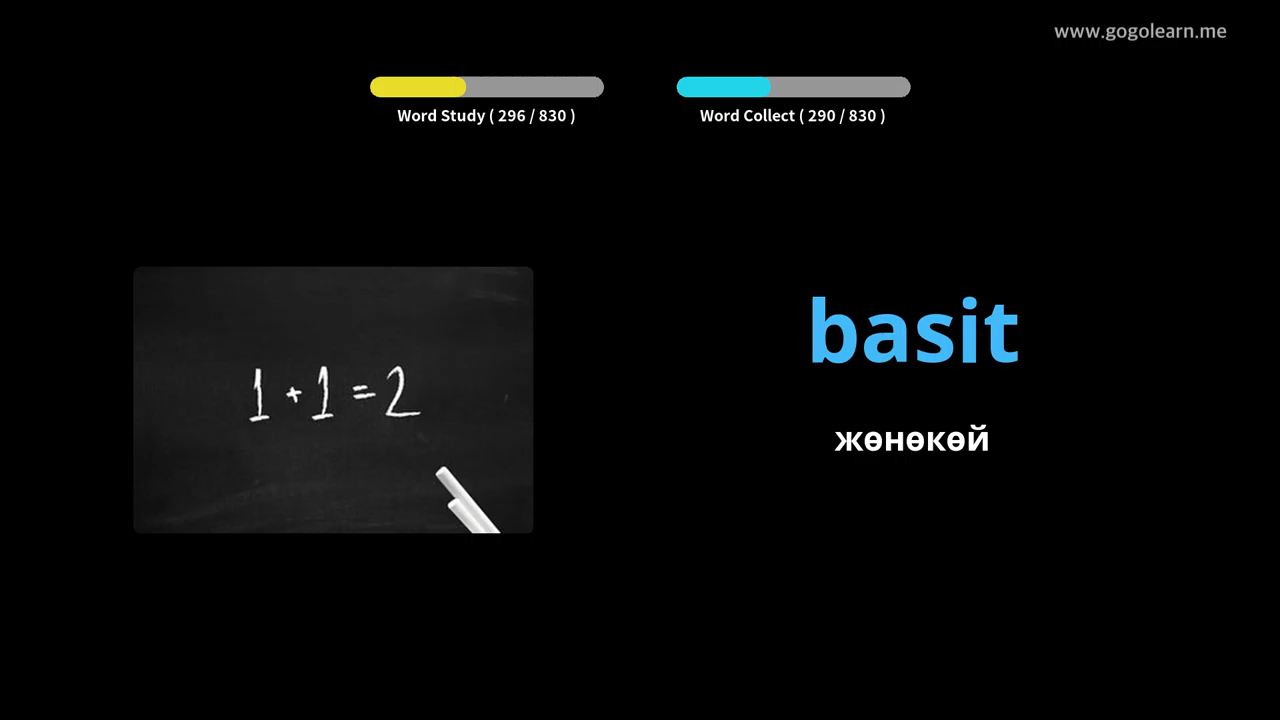 www.gogolearn.me
Word Study ( 296 / 830 )
Word Collect ( 290 / 830 )
1 + 1 = 2
basit
жөнөкөй